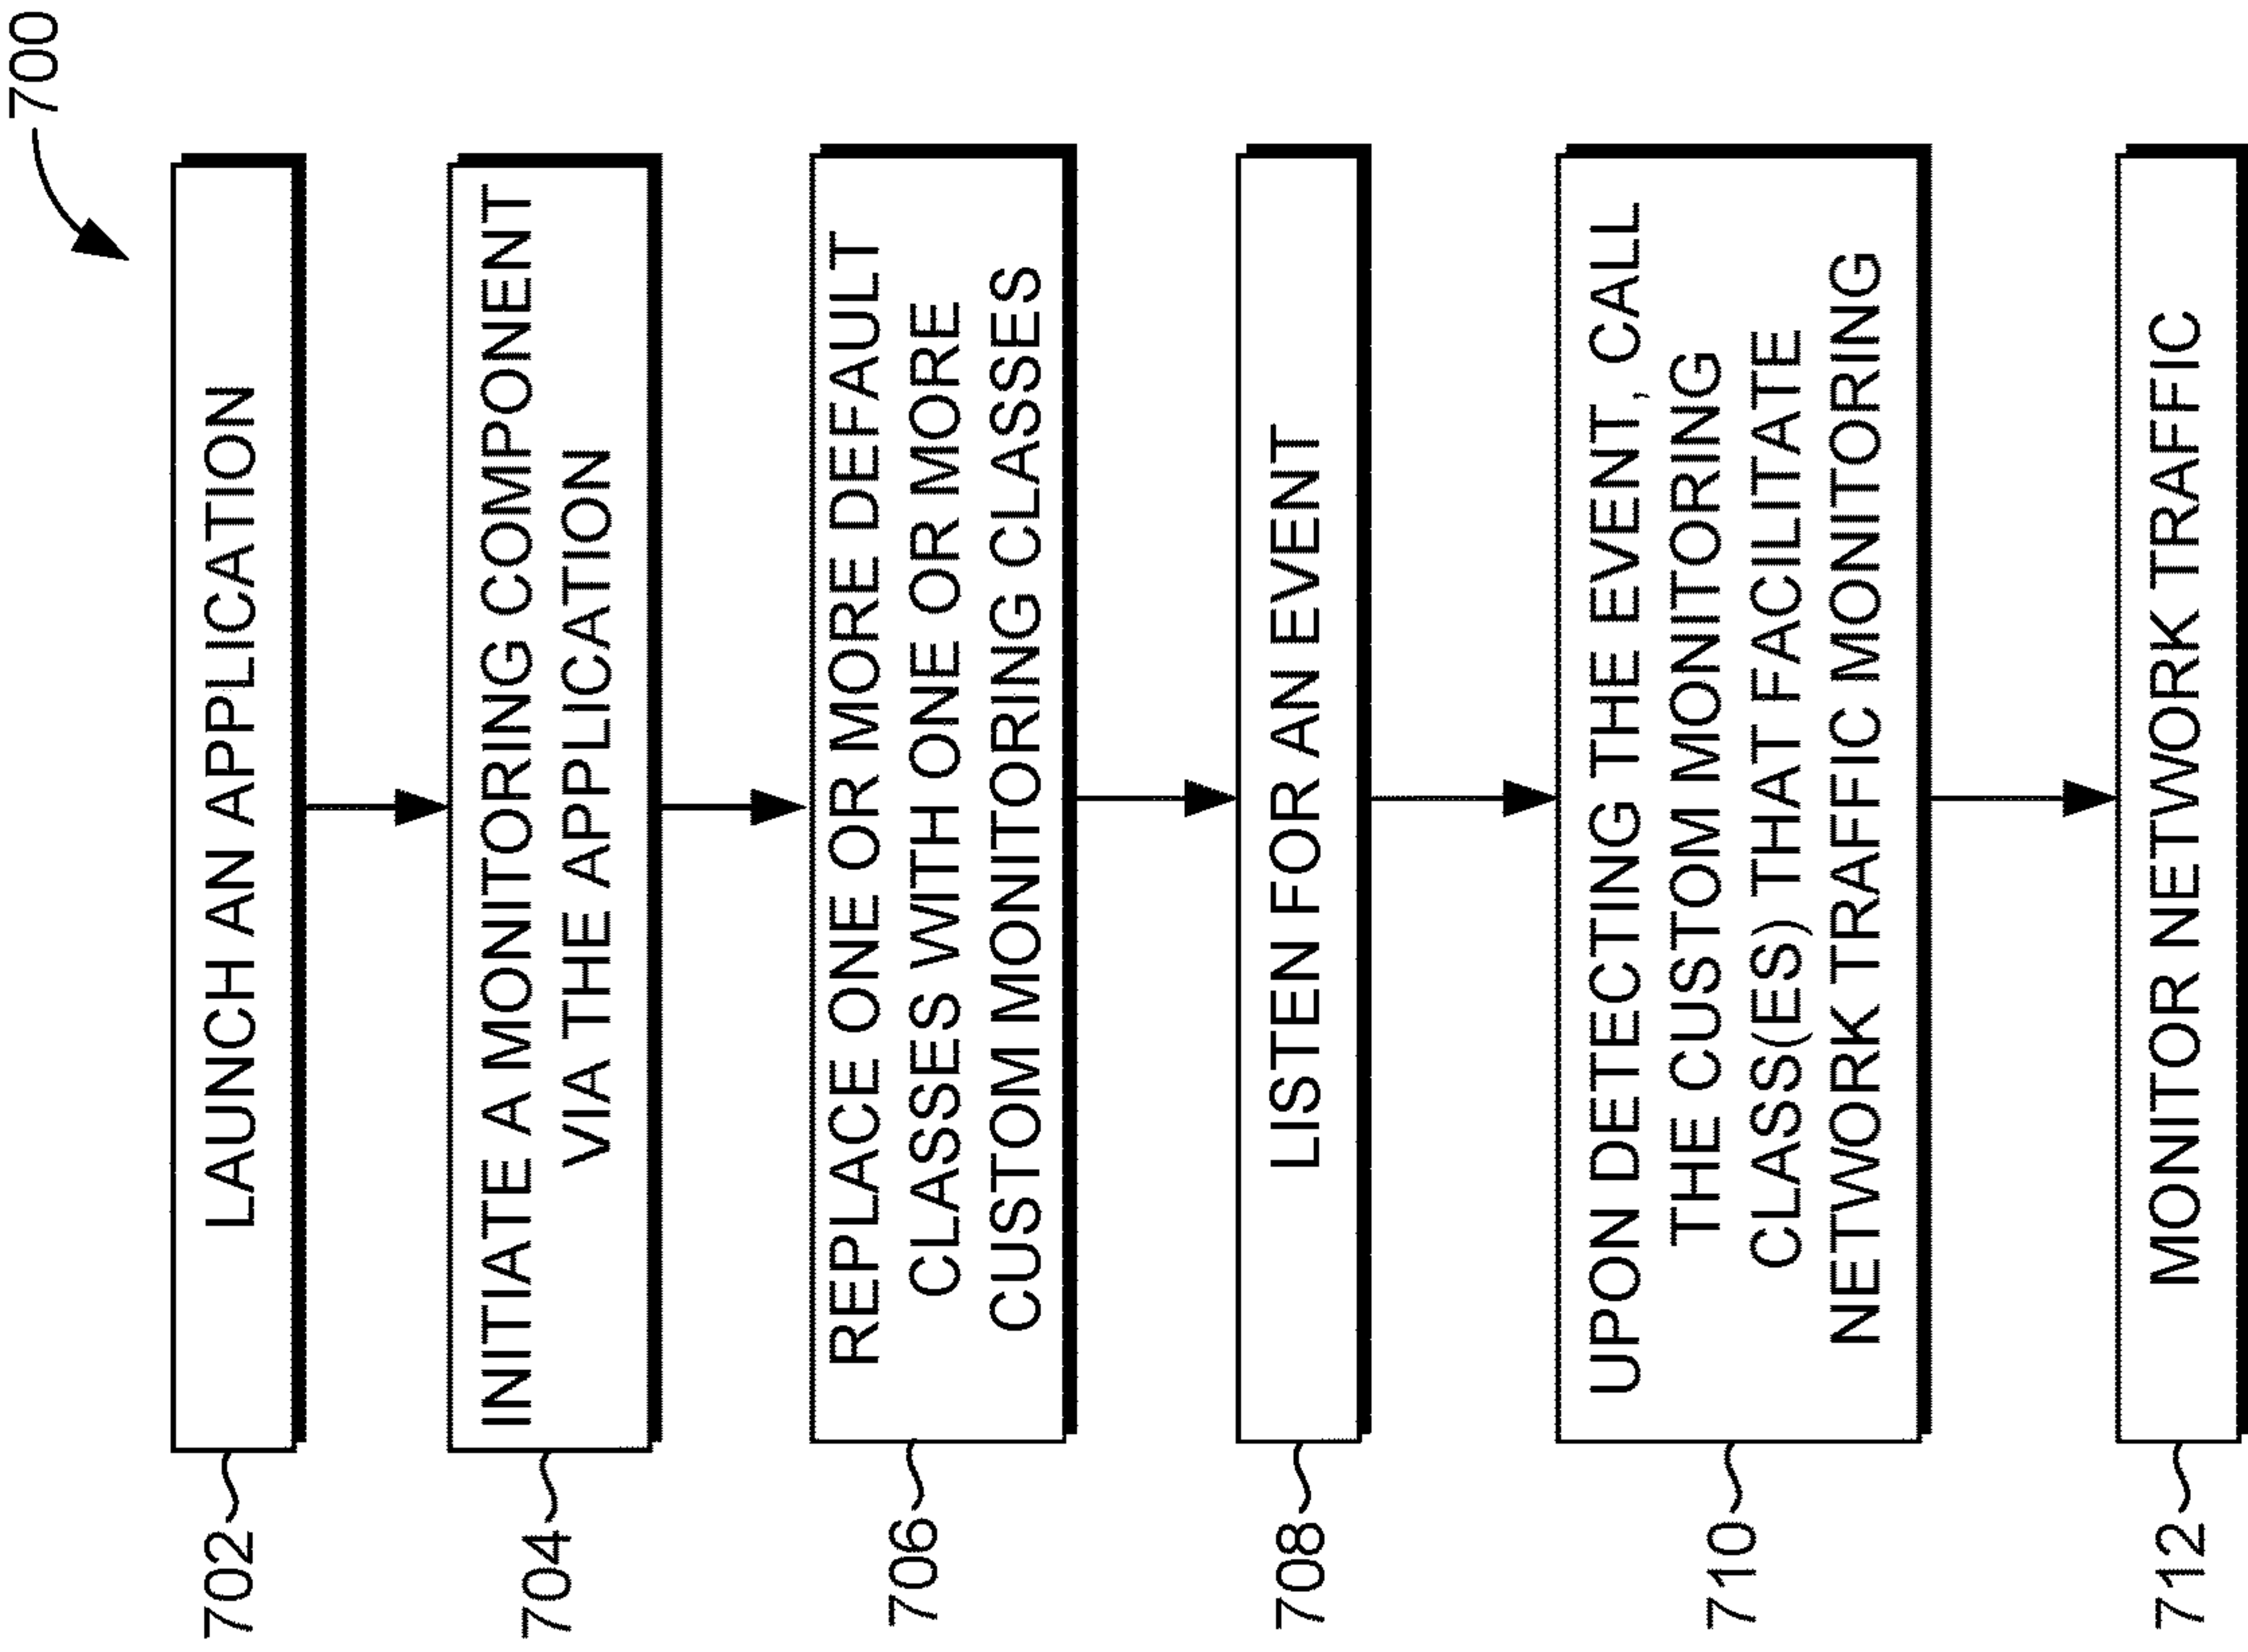 700
702
LAUNCH AN APPLICATION
704
INITIATE A MONITORING COMPONENT
VIA THE APPLICATION
706
REPLACE ONE OR MORE DEFAULT
CLASSES WITH ONE OR MORE
CUSTOM MONITORING CLASSES
708
LISTEN FOR AN EVENT
710
UPON DETECTING THE EVENT, CALL
THE CUSTOM MONITORING
CLASS(ES) THAT FACILITATE
NETWORK TRAFFIC MONITORING
712
MONITOR NETWORK TRAFFIC